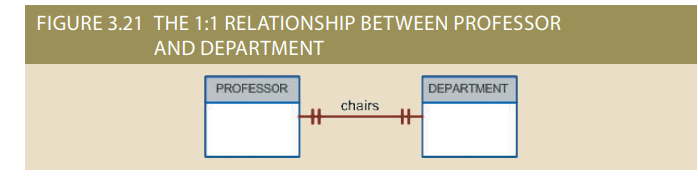 FIGURE 3.21 THE 1:1 RELATIONSHIP BETWEEN PROFESSOR
AND DEPARTMENT
PROFESSOR
chairs
DEPARTMENT